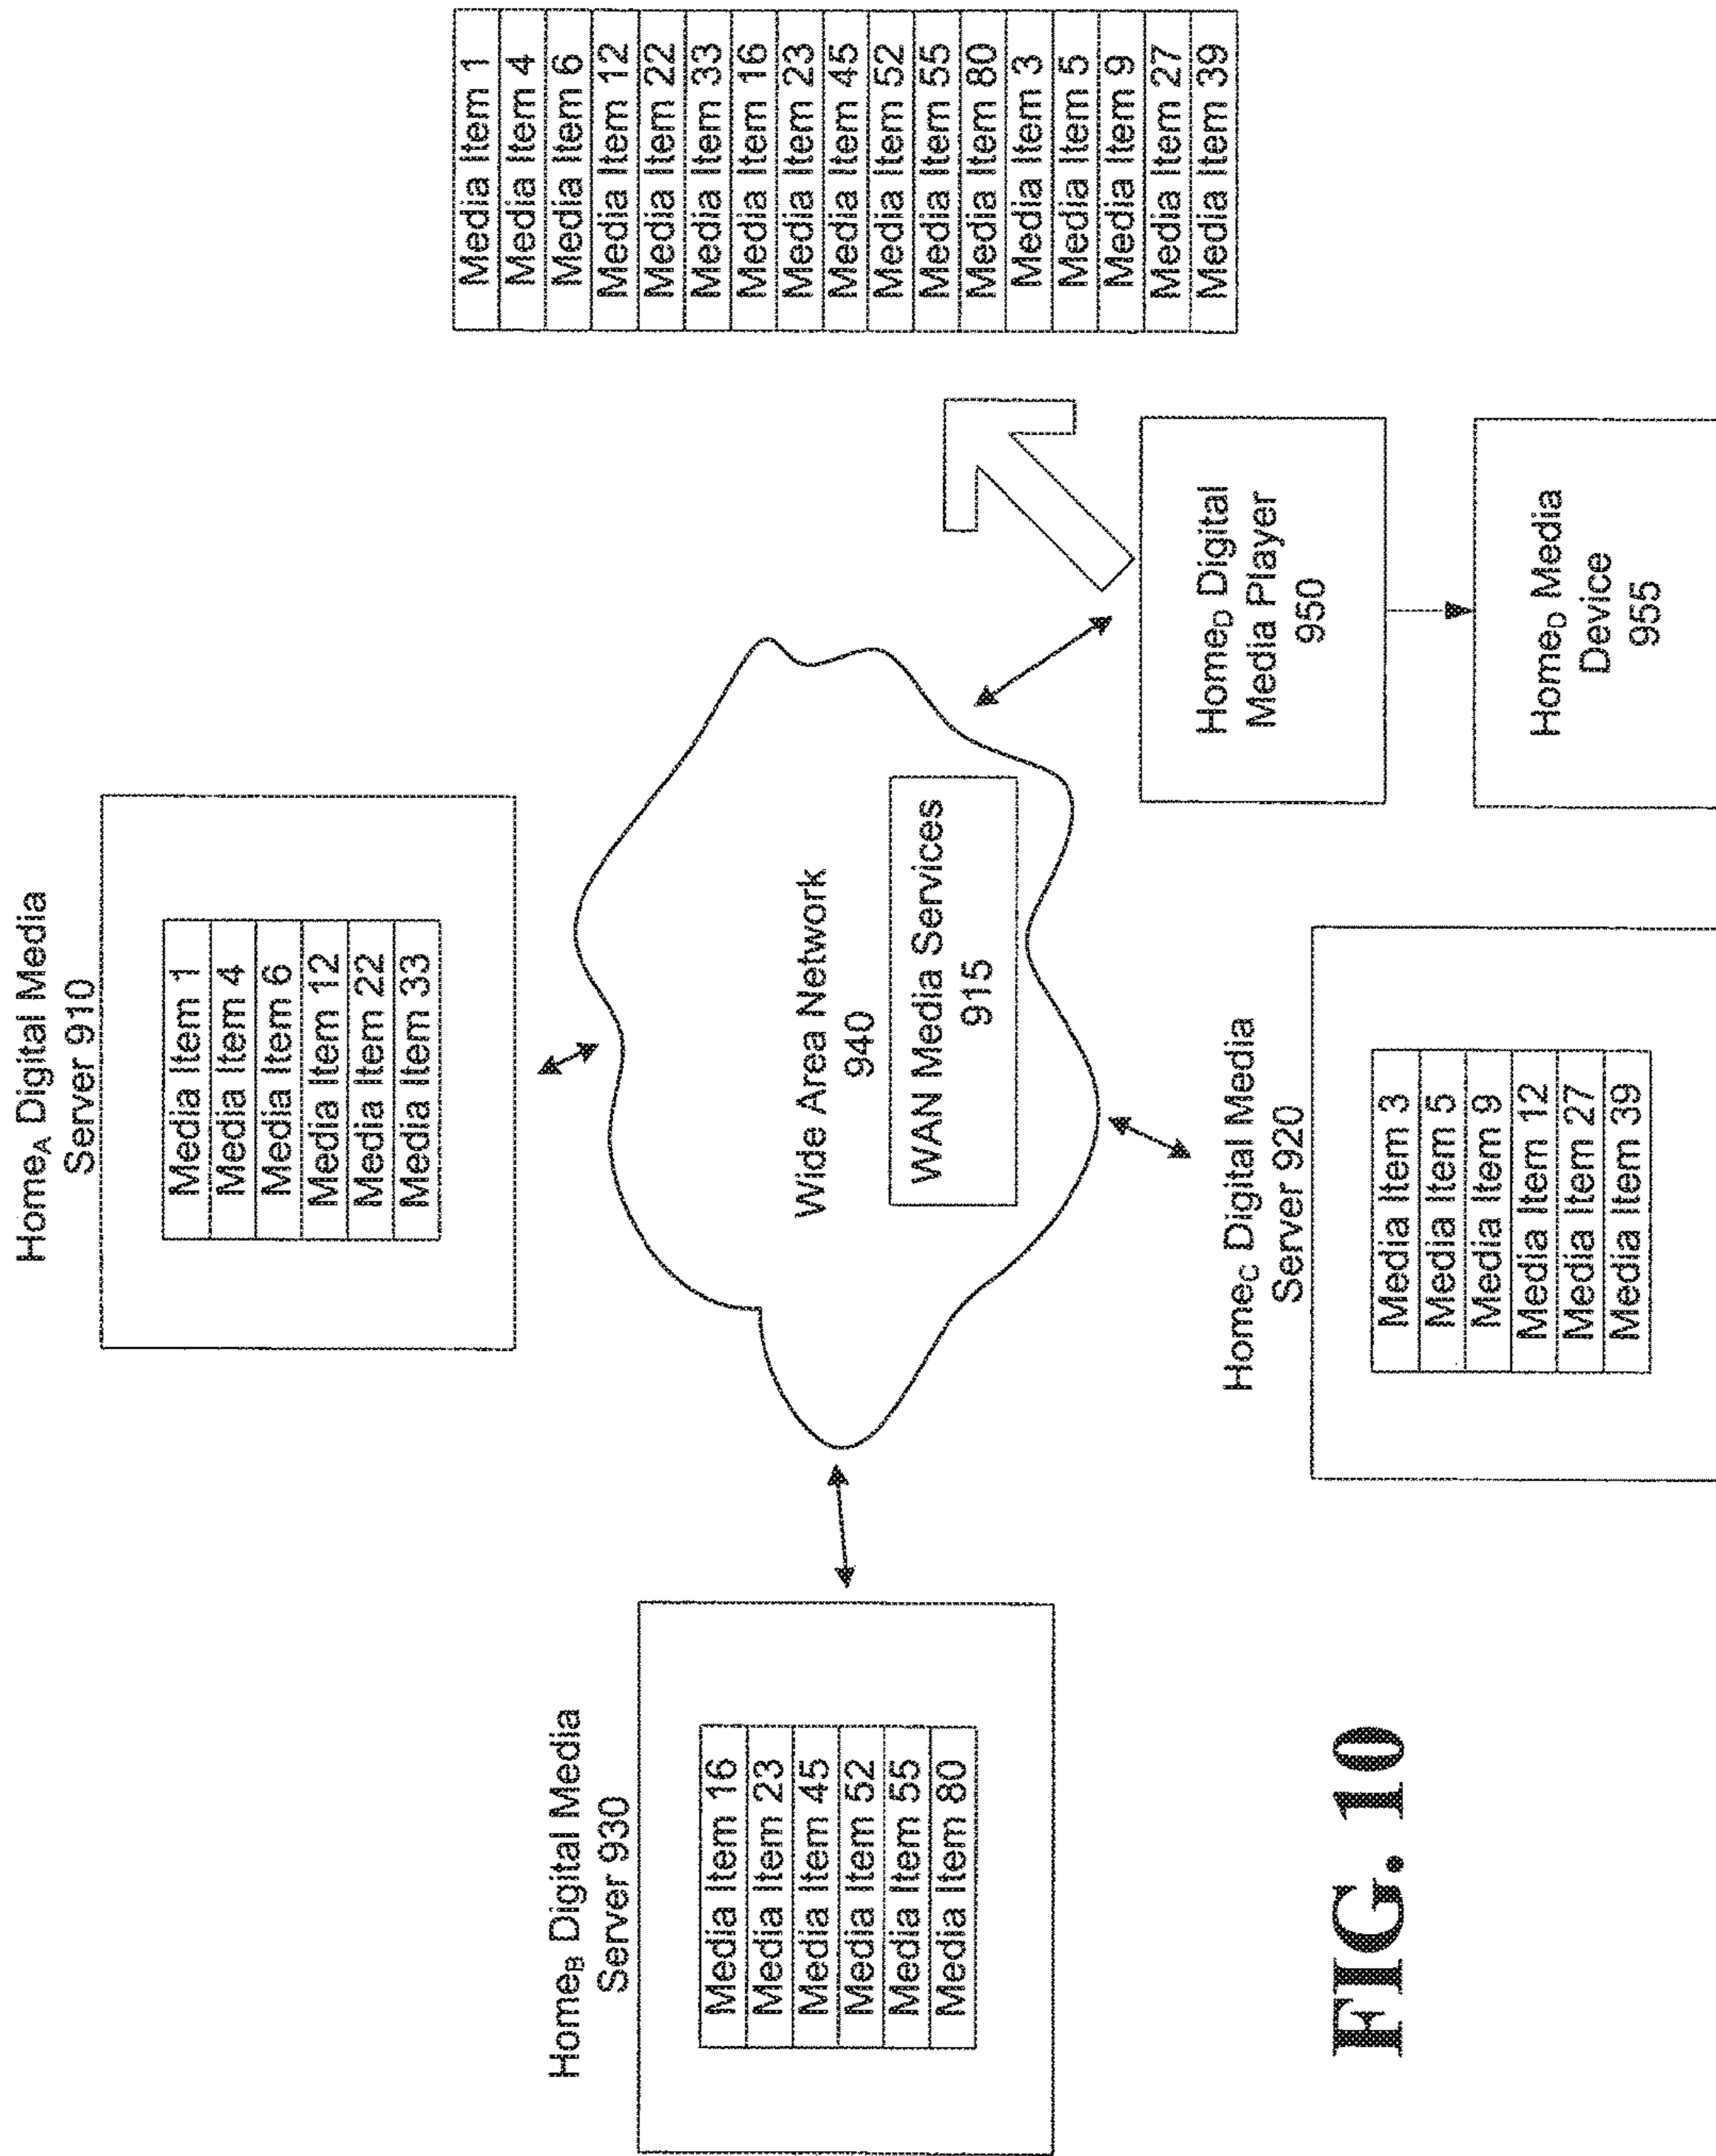 Home_A Digital Media
Server 910
Media Item 1
Media Item 4
Media Item 6
Media Item 12
Media Item 22
Media Item 33
Home_B Digital Media
Server 930
Media Item 16
Media Item 23
Media Item 45
Media Item 52
Media Item 55
Media Item 80
Wide Area Network
940
WAN Media Services
915
Home_C Digital Media
Server 920
Media Item 3
Media Item 5
Media Item 9
Media Item 12
Media Item 27
Media Item 39
Home_D Digital
Media Player
950
Home_D Media
Device
955
Media Item 1
Media Item 4
Media Item 6
Media Item 12
Media Item 22
Media Item 33
Media Item 16
Media Item 23
Media Item 45
Media Item 52
Media Item 55
Media Item 80
Media Item 3
Media Item 5
Media Item 9
Media Item 27
Media Item 39
FIG. 10